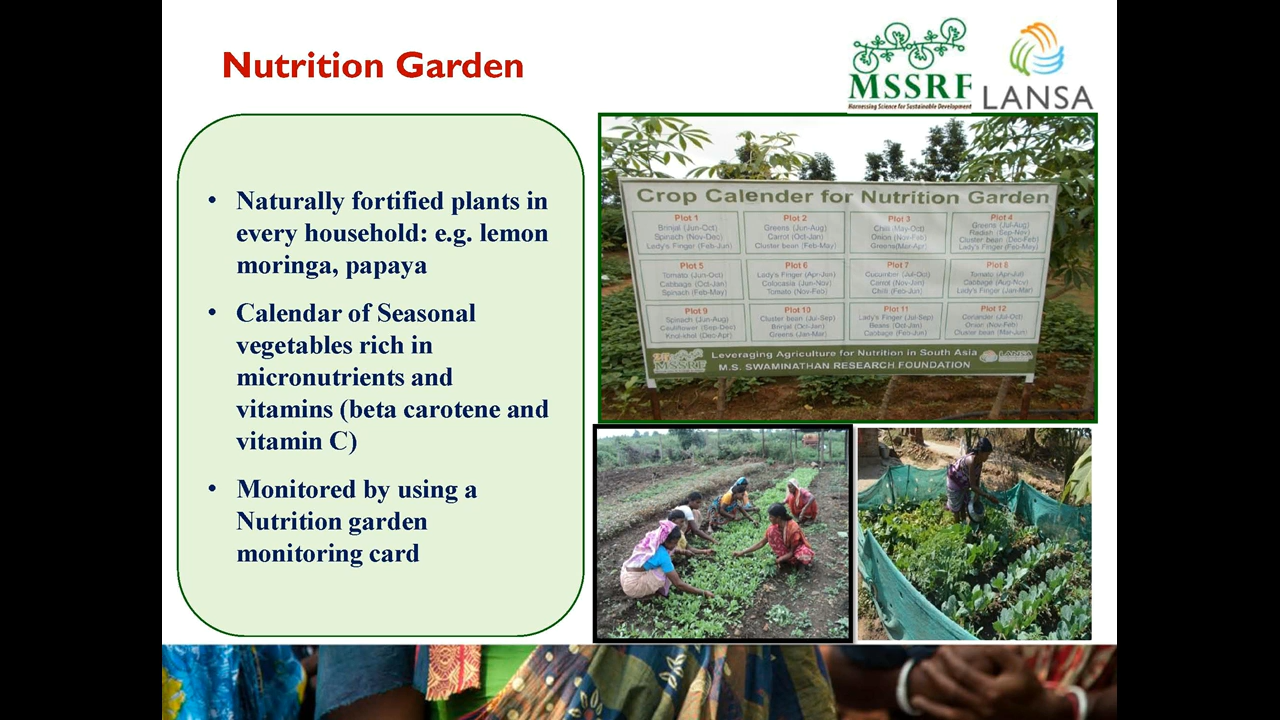 Nutrition Garden
MSSRF
Harnessing Science for Sustainable Development
LANSA
• Naturally fortified plants in
every household: e.g. lemon
moringa, papaya
• Calendar of Seasonal
vegetables rich in
micronutrients and
vitamins (beta carotene and
vitamin C)
• Monitored by using a
Nutrition garden
monitoring card
Crop Calender for Nutrition Garden
Plot 1
Brinjal (Jun-Oct)
Spinach (Nov-Dec)
Lady's Finger (Feb-Jun)
Plot 2
Greens (Jun-Aug)
Carrot (Oct-Jan)
Cluster bean (Feb-May)
Plot 3
Chilli (May-Oct)
Onion (Nov-Feb)
Greens(Mar-Apr)
Plot 4
Greens (Jul-Aug)
Radish (Sep-Nov)
Cluster bean (Dec-Feb)
Lady's Finger (Feb-May)
Plot 5
Tomato (Jun-Oct)
Cabbage (Oct-Jan)
Spinach (Feb-May)
Plot 6
Lady's Finger (Apr-Jan)
Colocasia (Jun-Nov)
Tomato (Nov-Feb)
Plot 7
Cucumber (Jul-Oct)
Carrot (Nov-Jan)
Chilli (Feb-Jun)
Plot 8
Tomato (Apr-Jul)
Cabbage (Aug-Nov)
Lady's Finger (Jan-Mar)
Plot 9
Spinach (Jun-Aug)
Cauliflower (Sep-Dec)
Knol-khol (Dec-Apr)
Plot 10
Cluster bean (Jul-Sep)
Brinjal (Oct-Jan)
Greens (Jan-Mar)
Plot 11
Lady's Finger (Jul-Sep)
Beans (Oct-Jan)
Cabbage (Feb-Jun)
Plot 12
Coriander (Jul-Oct)
Onion (Nov-Feb)
Cluster bean (Mar-Jun)
MSSRF
Leveraging Agriculture for Nutrition in South Asia
LANSA
M.S. SWAMINATHAN RESEARCH FOUNDATION